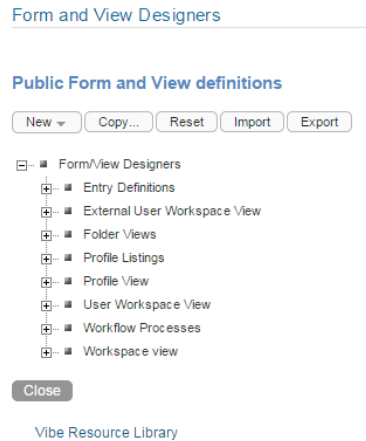 Form and View Designers
Public Form and View definitions
New Copy... Reset Import Export
Form/View Designers
Entry Definitions
External User Workspace View
Folder Views
Profile Listings
Profile View
User Workspace View
Workflow Processes
Workspace view
Close
Vibe Resource Library